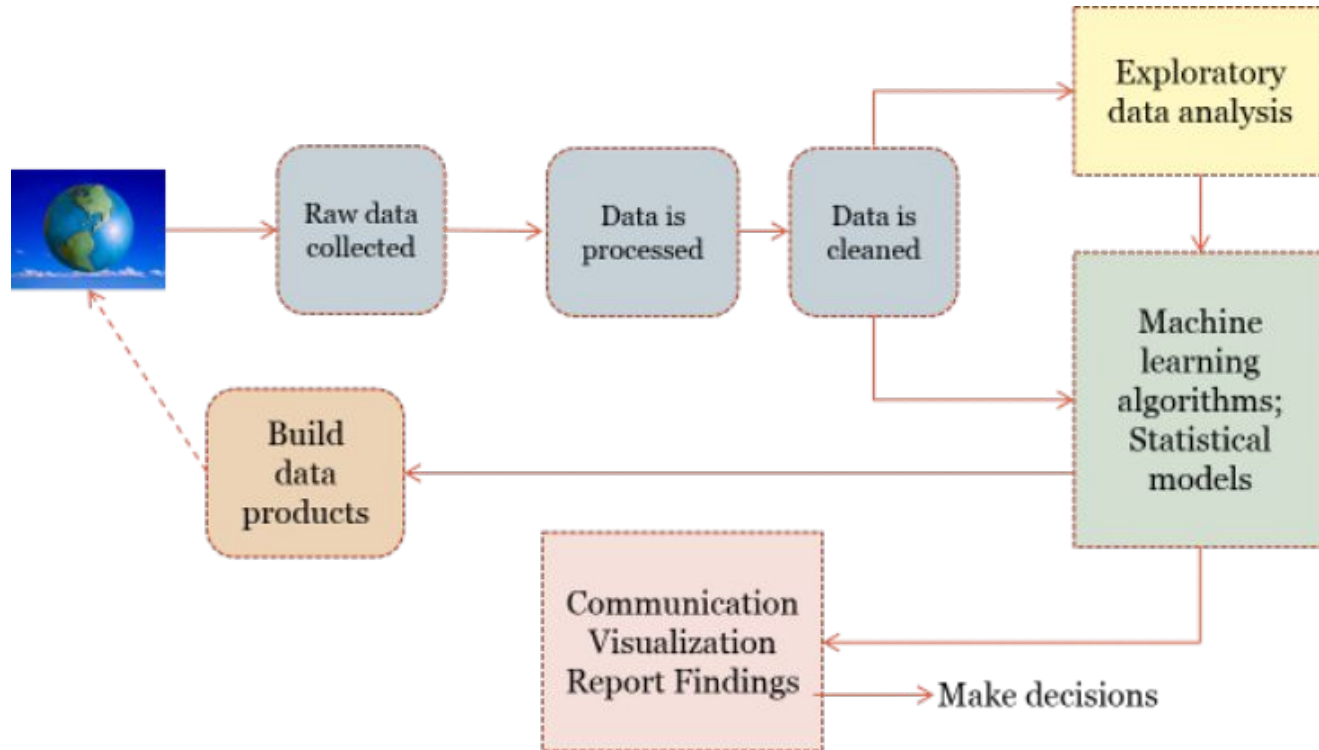 Raw data
collected
Data is
processed
Data is
cleaned
Exploratory
data analysis
Machine
learning
algorithms;
Statistical
models
Build
data
products
Communication
Visualization
Report Findings
Make decisions